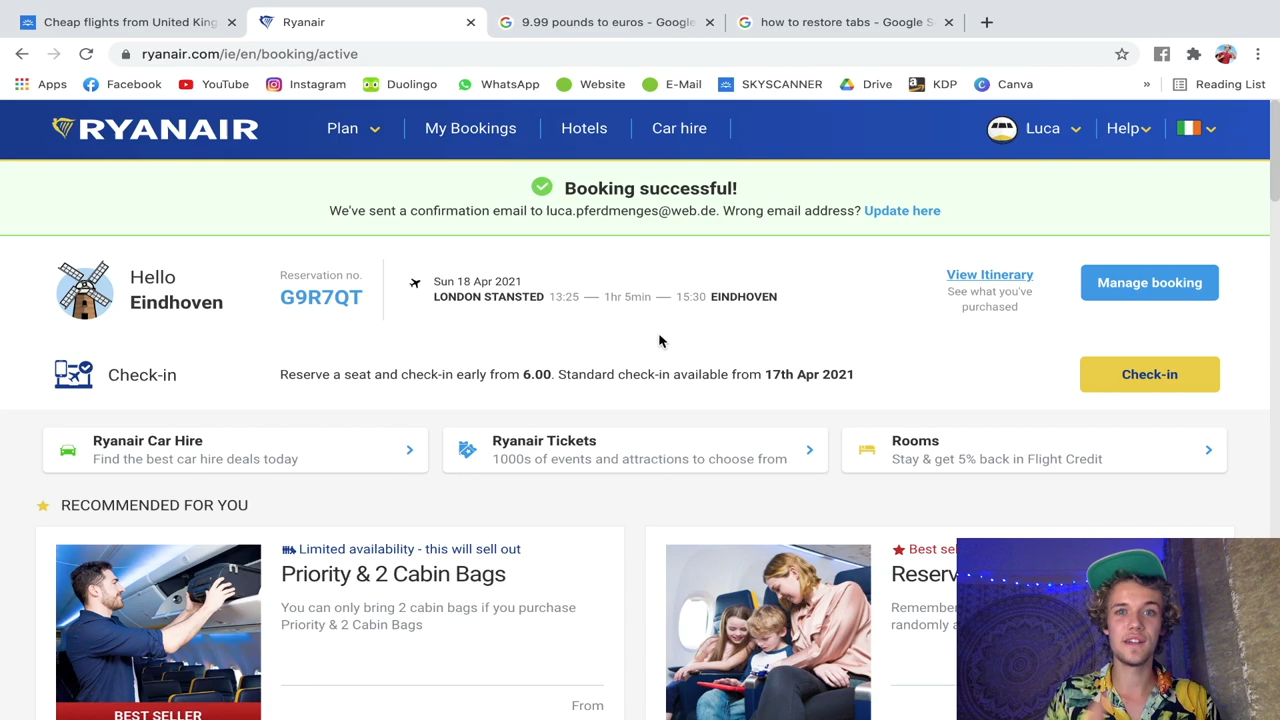 Cheap flights from United King
Ryanair
9.99 pounds to euros - Google
how to restore tabs - Google S
ryanair.com/ie/en/booking/active
Apps
Facebook
YouTube
Instagram
Duolingo
WhatsApp
Website
E-Mail
SKYSCANNER
Drive
KDP
Canva
»
Reading List
RYANAIR
Plan
My Bookings
Hotels
Car hire
Luca
Help
Booking successful!
We've sent a confirmation email to luca.pferdmenges@web.de. Wrong email address? Update here
Hello
Eindhoven
Reservation no.
G9R7QT
Sun 18 Apr 2021
LONDON STANSTED 13:25 — 1hr 5min — 15:30 EINDHOVEN
View Itinerary
See what you've
purchased
Manage booking
Check-in
Reserve a seat and check-in early from 6.00. Standard check-in available from 17th Apr 2021
Check-in
Ryanair Car Hire
Find the best car hire deals today
Ryanair Tickets
1000s of events and attractions to choose from
Rooms
Stay & get 5% back in Flight Credit
RECOMMENDED FOR YOU
Limited availability - this will sell out
Priority & 2 Cabin Bags
You can only bring 2 cabin bags if you purchase
Priority & 2 Cabin Bags
From
BEST SELLER
Best sel
Reserv
Remember
randomly a